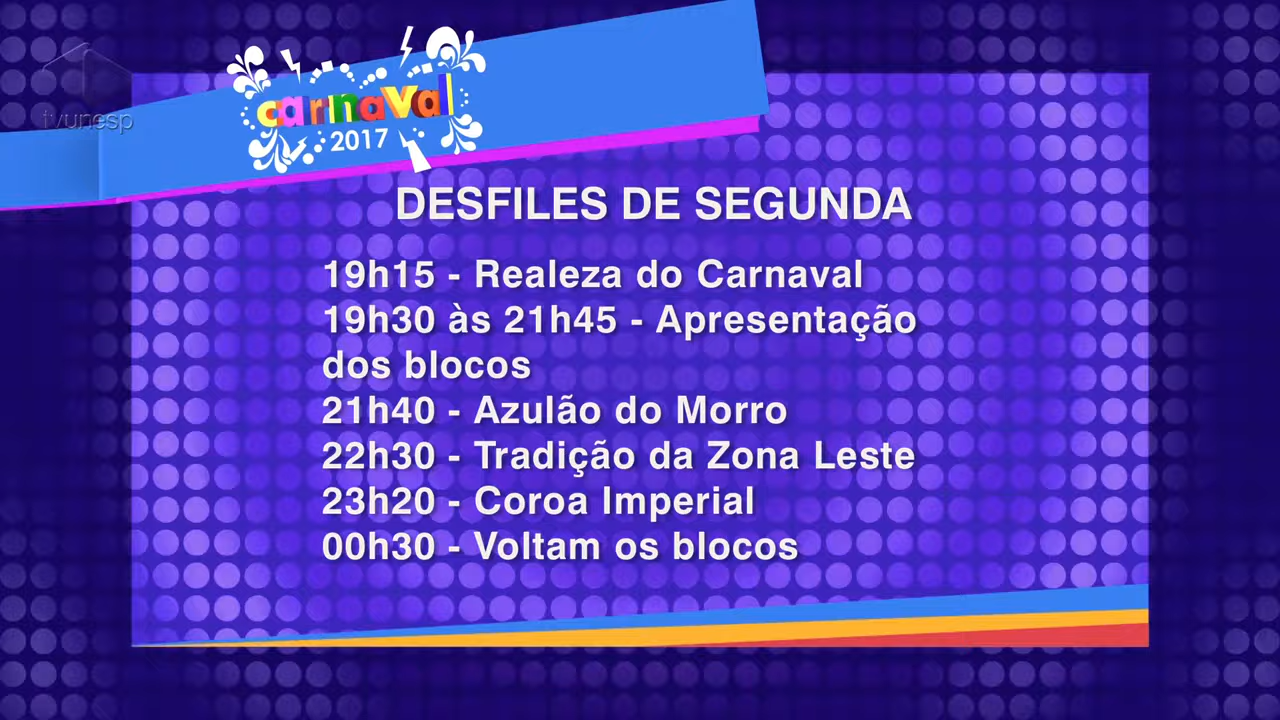 tvunesp
carnaval
2017
DESFILES DE SEGUNDA
19h15 - Realeza do Carnaval
19h30 às 21h45 - Apresentação
dos blocos
21h40 - Azulão do Morro
22h30 - Tradição da Zona Leste
23h20 - Coroa Imperial
00h30 - Voltam os blocos